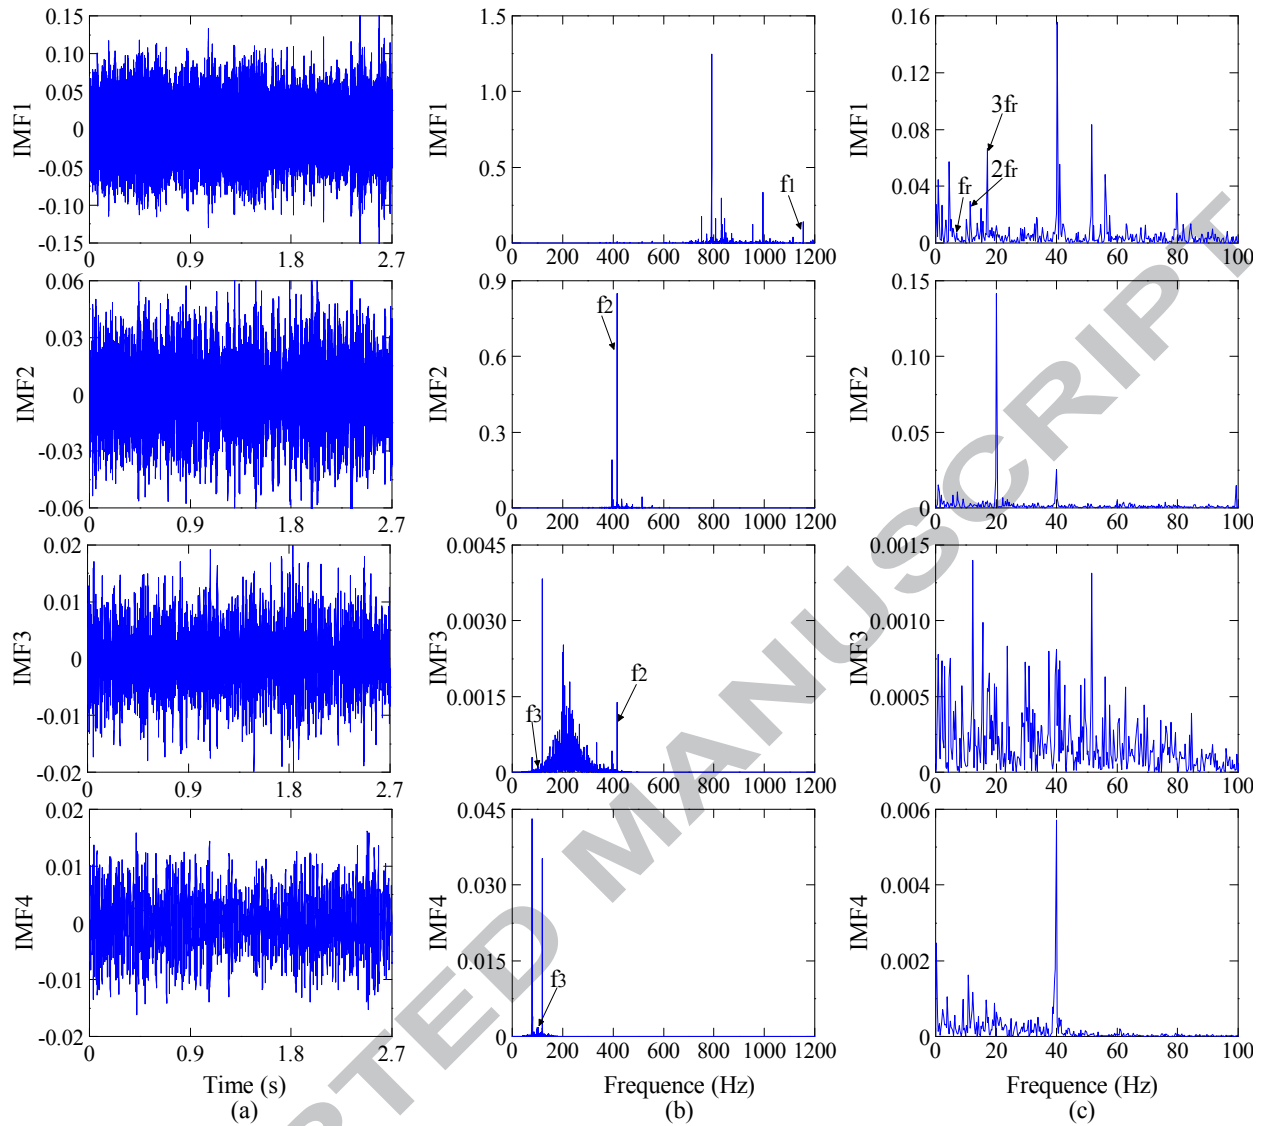 0.15
0.10
0.05
0
-0.05
-0.10
-0.15
IMF1
0 0.9 1.8 2.7
1.5
1.0
0.5
0
IMF1
f1
0 200 400 600 800 1000 1200
0.16
0.12
0.08
0.04
0
IMF1
3fr
2fr
fr
0 20 40 60 80 100
0.06
0.03
0
-0.03
-0.06
IMF2
0 0.9 1.8 2.7
0.9
0.6
0.3
0
IMF2
f2
0 200 400 600 800 1000 1200
0.15
0.10
0.05
0
IMF2
0 20 40 60 80 100
0.02
0.01
0
-0.01
-0.02
IMF3
0 0.9 1.8 2.7
0.0045
0.0030
0.0015
0
IMF3
f3
f2
0 200 400 600 800 1000 1200
0.0015
0.0010
0.0005
0
IMF3
0 20 40 60 80 100
0.02
0.01
0
-0.01
-0.02
IMF4
0 0.9 1.8 2.7
Time (s)
(a)
0.045
0.030
0.015
0
IMF4
f3
0 200 400 600 800 1000 1200
Frequence (Hz)
(b)
0.006
0.004
0.002
0
IMF4
0 20 40 60 80 100
Frequence (Hz)
(c)
PTED MANUSCRIPT